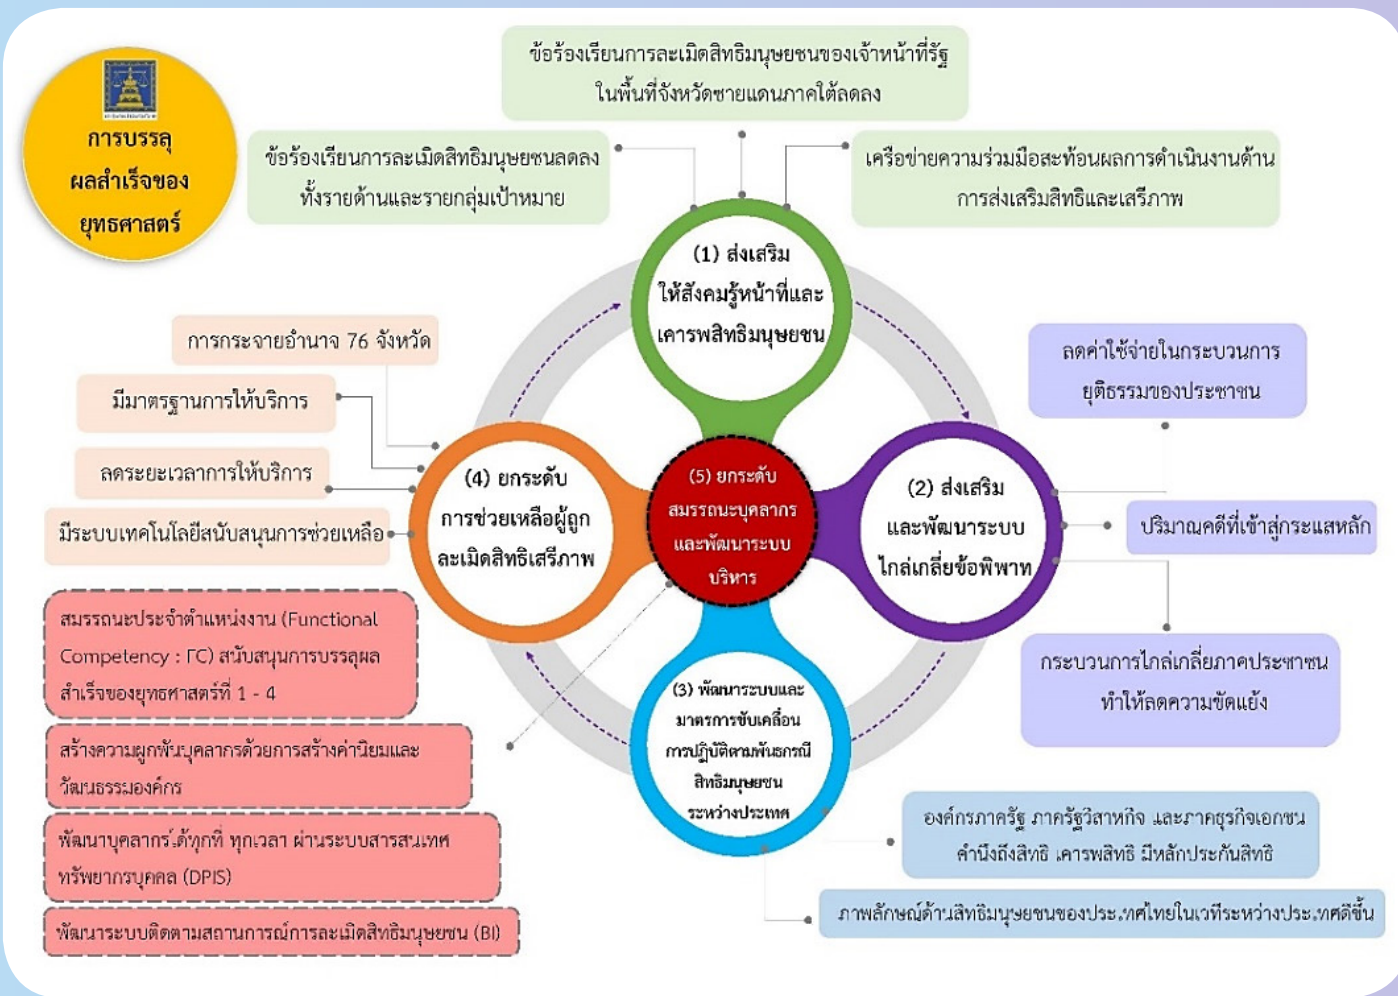 การบรรลุ
ผลสำเร็จของ
ยุทธศาสตร์
ข้อร้องเรียนการละเมิดสิทธิมนุษยชนของเจ้าหน้าที่รัฐ
ในพื้นที่จังหวัดชายแดนภาคใต้ลดลง
ข้อร้องเรียนการละเมิดสิทธิมนุษยชนลดลง
ทั้งรายด้านและรายกลุ่มเป้าหมาย
เครือข่ายความร่วมมือสะท้อนผลการดำเนินงานด้าน
การส่งเสริมสิทธิและเสรีภาพ
(1) ส่งเสริม
ให้สังคมรู้หน้าที่และ
เคารพสิทธิมนุษยชน
การกระจายอำนาจ 76 จังหวัด
มีมาตรฐานการให้บริการ
ลดระยะเวลาการให้บริการ
มีระบบเทคโนโลยีสนับสนุนการช่วยเหลือ
(4) ยกระดับ
การช่วยเหลือผู้ถูก
ละเมิดสิทธิเสรีภาพ
(5) ยกระดับ
สมรรถนะบุคลากร
และพัฒนาระบบ
บริหาร
(2) ส่งเสริม
และพัฒนาระบบ
ไกล่เกลี่ยข้อพิพาท
ลดค่าใช้จ่ายในกระบวนการ
ยุติธรรมของประชาชน
ปริมาณคดีที่เข้าสู่กระแสหลัก
กระบวนการไกล่เกลี่ยภาคประชาชน
ทำให้ลดความขัดแย้ง
(3) พัฒนาระบบและ
มาตรการขับเคลื่อน
การปฏิบัติตามพันธกรณี
สิทธิมนุษยชน
ระหว่างประเทศ
สมรรถนะประจำตำแหน่งงาน (Functional
Competency : FC) สนับสนุนการบรรลุผล
สำเร็จของยุทธศาสตร์ที่ 1 - 4
สร้างความผูกพันบุคลากรด้วยการสร้างค่านิยมและ
วัฒนธรรมองค์กร
พัฒนาบุคลากรได้ทุกที่ ทุกเวลา ผ่านระบบสารสนเทศ
ทรัพยากรบุคคล (DPIS)
พัฒนาระบบติดตามสถานการณ์การละเมิดสิทธิมนุษยชน (BI)
องค์กรภาครัฐ ภาครัฐวิสาหกิจ และภาคธุรกิจเอกชน
คำนึงถึงสิทธิ เคารพสิทธิ มีหลักประกันสิทธิ
ภาพลักษณ์ด้านสิทธิมนุษยชนของประเทศไทยในเวทีระหว่างประเทศดีขึ้น